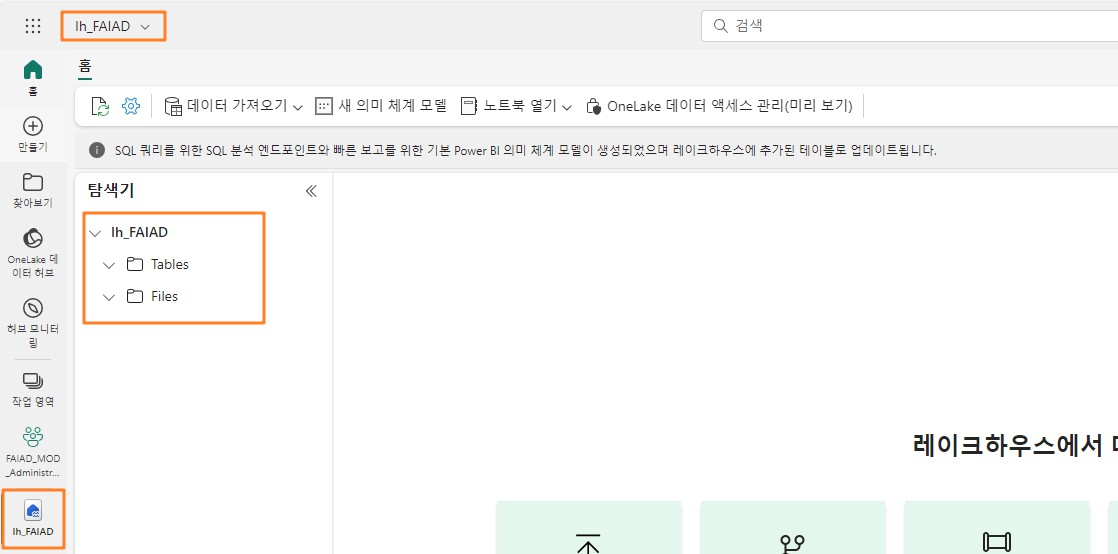 lh_FAIAD
검색
홈
홈
만들기
찾아보기
OneLake 데
이터 허브
허브 모니터
링
작업 영역
FAIAD_MOD
_Administr...
lh_FAIAD
데이터 가져오기
새 의미 체계 모델
노트북 열기
OneLake 데이터 액세스 관리(미리 보기)
SQL 쿼리를 위한 SQL 분석 엔드포인트와 빠른 보고를 위한 기본 Power BI 의미 체계 모델이 생성되었으며 레이크하우스에 추가된 테이블로 업데이트됩니다.
탐색기
lh_FAIAD
Tables
Files
레이크하우스에서